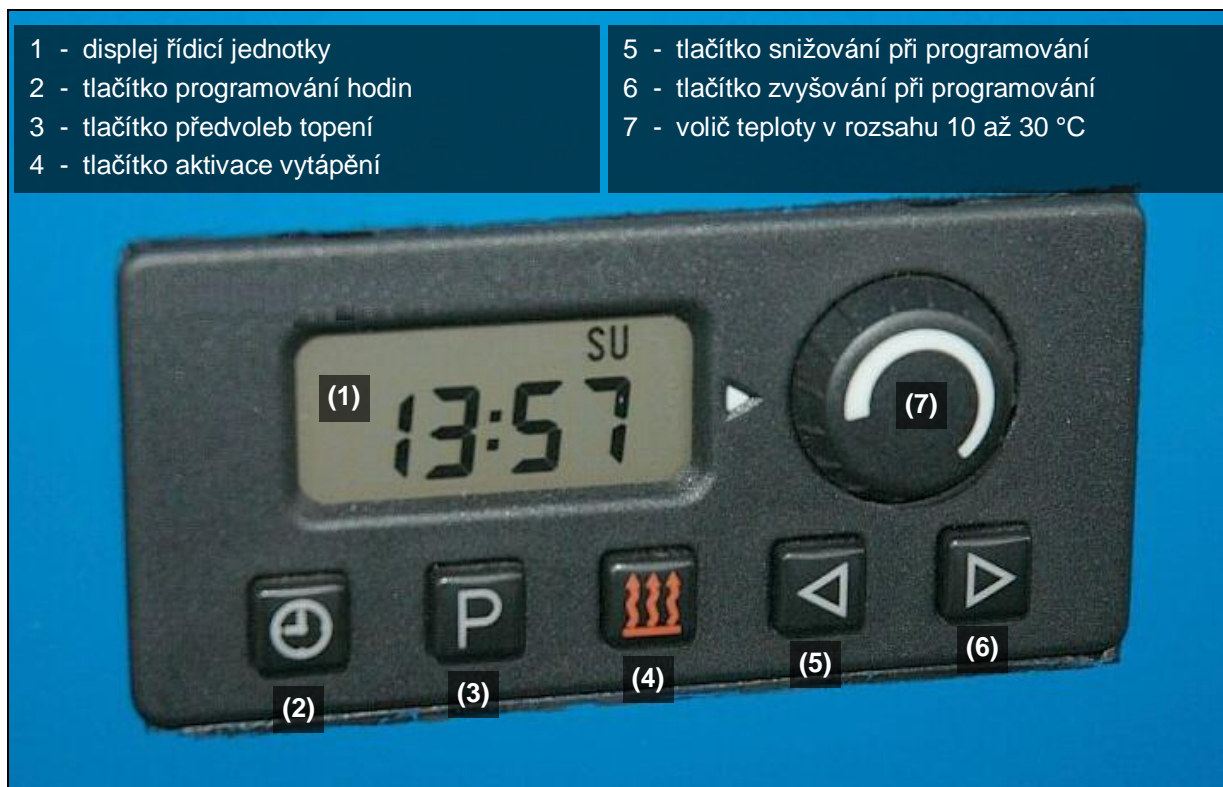 1 - displej řídicí jednotky
2 - tlačítko programování hodin
3 - tlačítko předvoleb topení
4 - tlačítko aktivace vytápění
5 - tlačítko snižování při programování
6 - tlačítko zvyšování při programování
7 - volič teploty v rozsahu 10 až 30 °C
SU
(1)
13:57
(7)
P
(2)
(3)
(4)
(5)
(6)